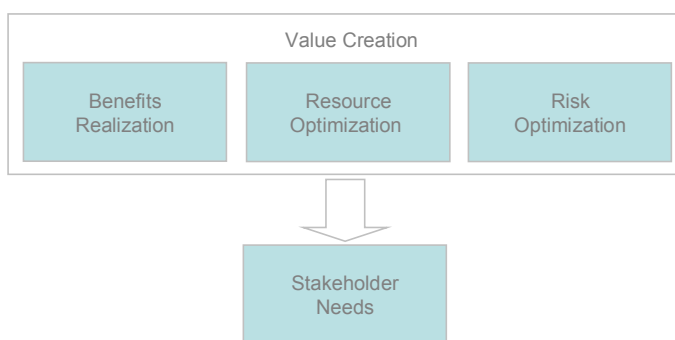 Value Creation
Benefits
Realization
Resource
Optimization
Risk
Optimization
Stakeholder
Needs